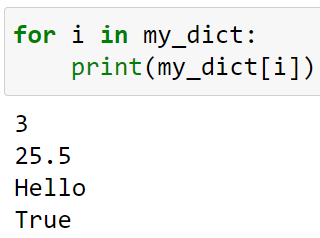 for i in my_dict:
    print(my_dict[i])
3
25.5
Hello
True